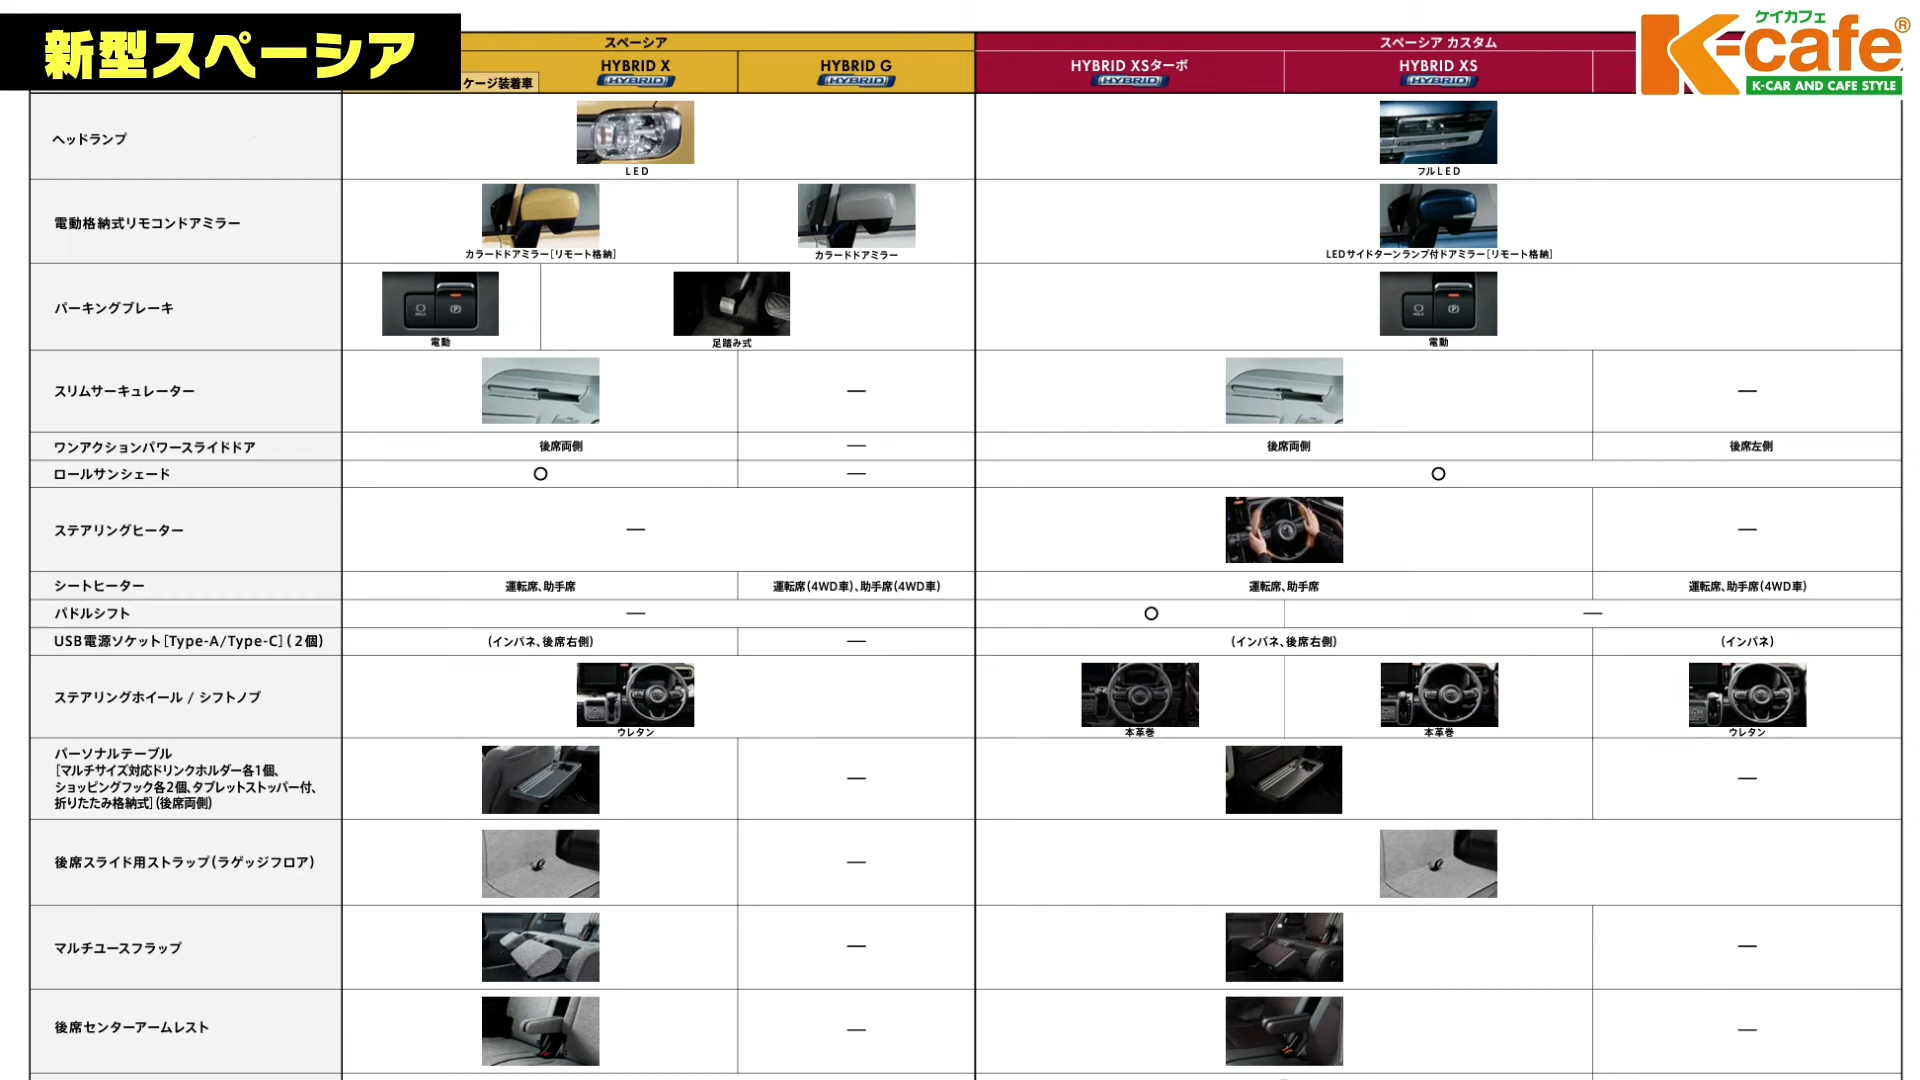 新型スペーシア
ケイカフェ
K-cafe®
K-CAR AND CAFE STYLE
スペーシア
スペーシア カスタム
ケージ装着車
HYBRID X
HYBRID
HYBRID G
HYBRID
HYBRID XSターボ
HYBRID
HYBRID XS
HYBRID
ヘッドランプ
LED
フルLED
電動格納式リモコンドアミラー
カラードドアミラー[リモート格納]
カラードドアミラー
LEDサイドターンランプ付ドアミラー[リモート格納]
パーキングブレーキ
電動
足踏み式
電動
スリムサーキュレーター
—
—
ワンアクションパワースライドドア
後席両側
—
後席両側
後席左側
ロールサンシェード
○
—
○
ステアリングヒーター
—
—
シートヒーター
運転席、助手席
運転席(4WD車)、助手席(4WD車)
運転席、助手席
運転席、助手席(4WD車)
パドルシフト
—
○
—
USB電源ソケット[Type-A/Type-C](2個)
(インパネ、後席右側)
—
(インパネ、後席右側)
(インパネ)
ステアリングホイール / シフトノブ
ウレタン
本革巻
本革巻
ウレタン
パーソナルテーブル
[マルチサイズ対応ドリンクホルダー各1個、
ショッピングフック各2個、タブレットストッパー付、
折りたたみ格納式](後席両側)
—
—
後席スライド用ストラップ(ラゲッジフロア)
—
マルチユースフラップ
—
—
後席センターアームレスト
—
—